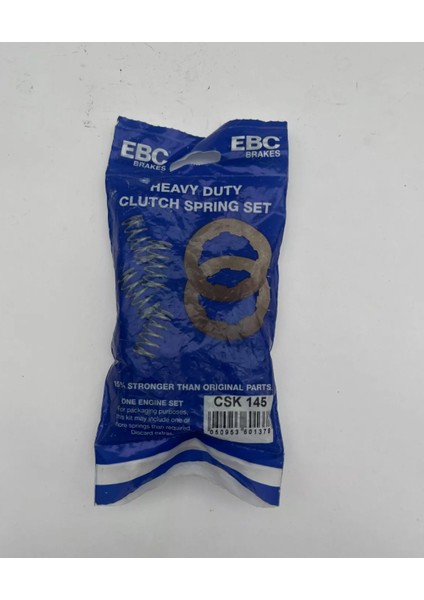 EBC EBC
BRAKES BRAKES
HEAVY DUTY
CLUTCH SPRING SET
15% STRONGER THAN ORIGINAL PARTS
ONE ENGINE SET CSK 145
For packaging purposes,
this kit may include one or
more springs than required.
Discard extras.